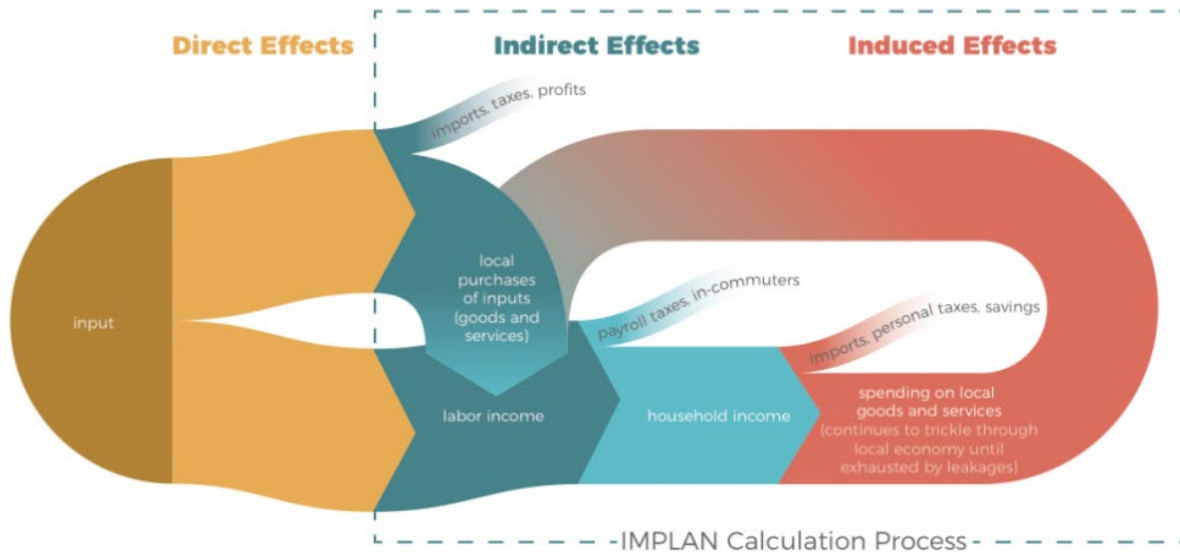 Direct Effects
Indirect Effects
Induced Effects
imports, taxes, profits
local
purchases
of inputs
(goods and
services)
input
payroll taxes, in-commuters
imports, personal taxes, savings
labor income
household income
spending on local
goods and services
(continues to trickle through
local economy until
exhausted by leakages)
IMPLAN Calculation Process